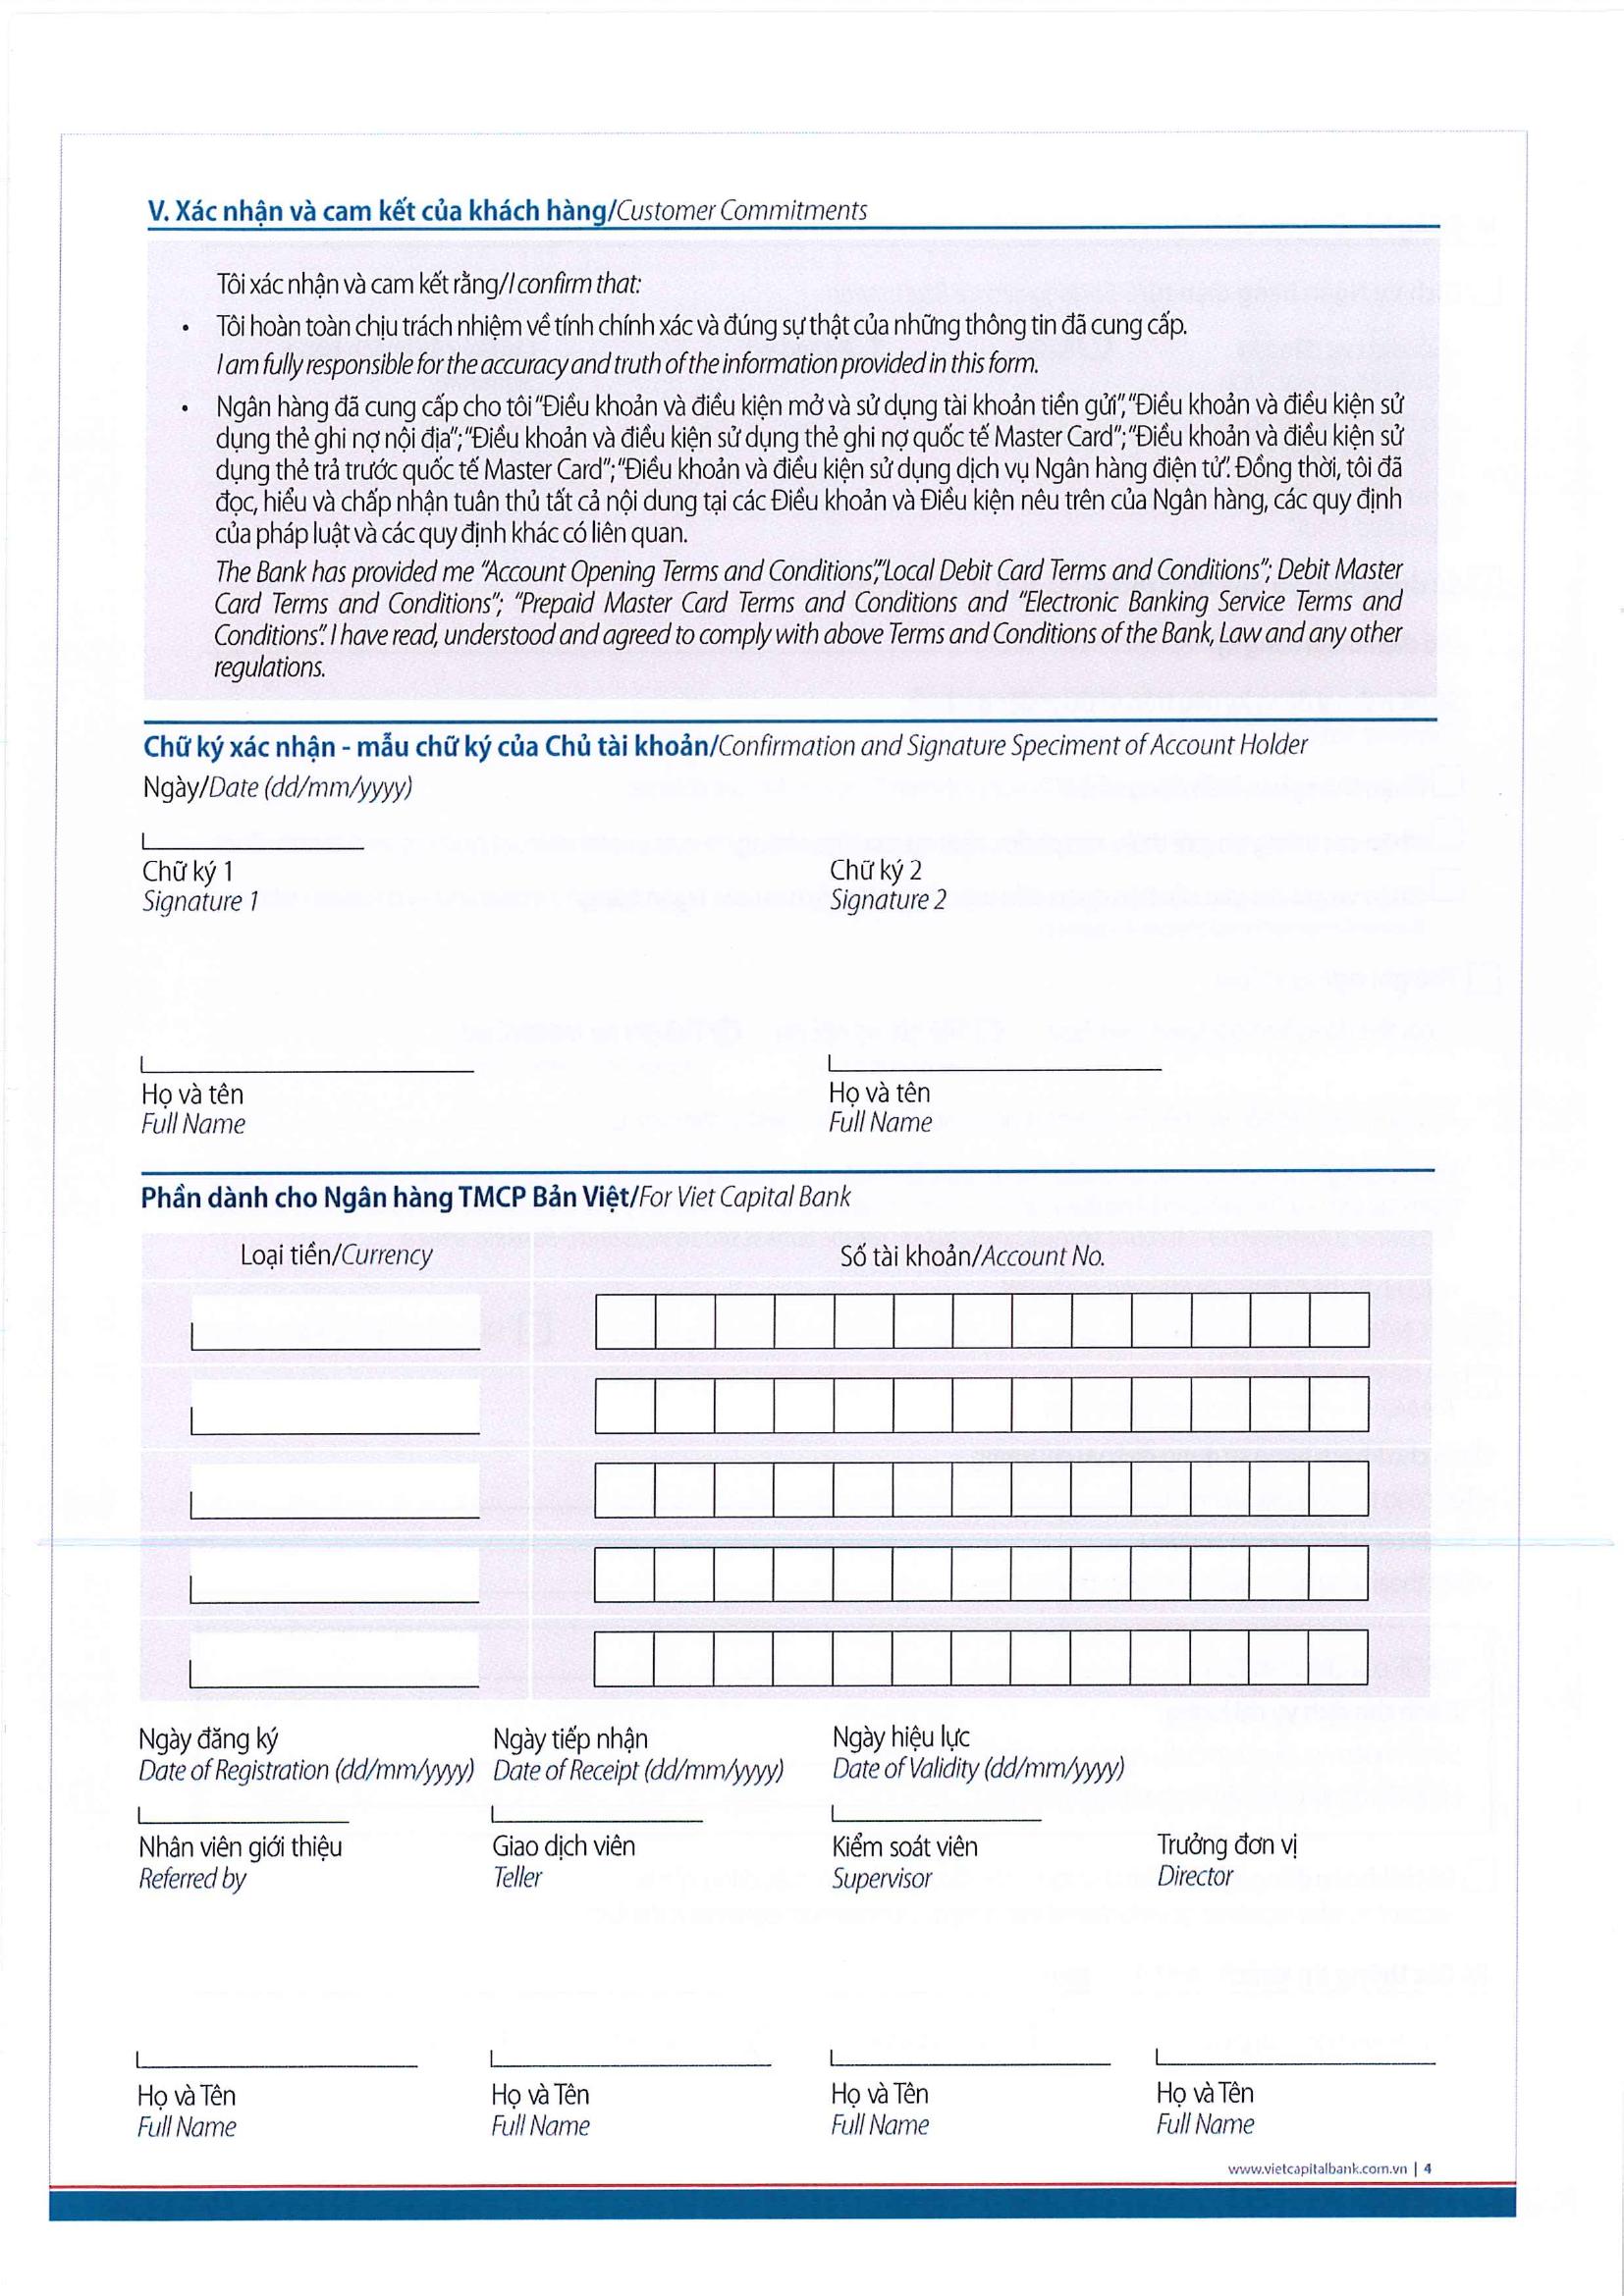 V. Xác nhận và cam kết của khách hàng/Customer Commitments
Tôi xác nhận và cam kết rằng/I confirm that:
• Tôi hoàn toàn chịu trách nhiệm về tính chính xác và đúng sự thật của những thông tin đã cung cấp.
I am fully responsible for the accuracy and truth of the information provided in this form.
• Ngân hàng đã cung cấp cho tôi "Điều khoản và điều kiện mở và sử dụng tài khoản tiền gửi", "Điều khoản và điều kiện sử
dụng thẻ ghi nợ nội địa"; "Điều khoản và điều kiện sử dụng thẻ ghi nợ quốc tế Master Card"; "Điều khoản và điều kiện sử
dụng thẻ trả trước quốc tế Master Card"; "Điều khoản và điều kiện sử dụng dịch vụ Ngân hàng điện tử". Đồng thời, tôi đã
đọc, hiểu và chấp nhận tuân thủ tất cả nội dung tại các Điều khoản và Điều kiện nêu trên của Ngân hàng, các quy định
của pháp luật và các quy định khác có liên quan.
The Bank has provided me "Account Opening Terms and Conditions", "Local Debit Card Terms and Conditions"; Debit Master
Card Terms and Conditions"; "Prepaid Master Card Terms and Conditions and "Electronic Banking Service Terms and
Conditions". I have read, understood and agreed to comply with above Terms and Conditions of the Bank, Law and any other
regulations.
Chữ ký xác nhận - mẫu chữ ký của Chủ tài khoản/Confirmation and Signature Speciment of Account Holder
Ngày/Date (dd/mm/yyyy)
Chữ ký 1 Chữ ký 2
Signature 1 Signature 2
Họ và tên Họ và tên
Full Name Full Name
Phần dành cho Ngân hàng TMCP Bản Việt/For Viet Capital Bank
Loại tiền/Currency Số tài khoản/Account No.
Ngày đăng ký Ngày tiếp nhận Ngày hiệu lực
Date of Registration (dd/mm/yyyy) Date of Receipt (dd/mm/yyyy) Date of Validity (dd/mm/yyyy)
Nhân viên giới thiệu Giao dịch viên Kiểm soát viên Trưởng đơn vị
Referred by Teller Supervisor Director
Họ và Tên Họ và Tên Họ và Tên Họ và Tên
Full Name Full Name Full Name Full Name
www.vietcapitalbank.com.vn | 4